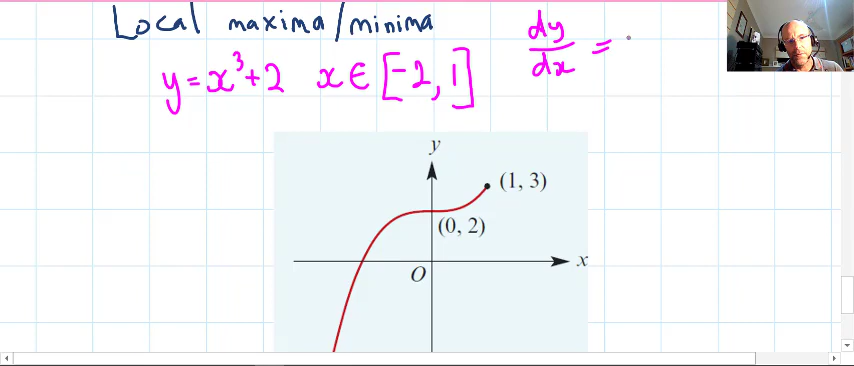 Local maxima/minima
y=x³+2 x∈[-2,1]
dy/dx =
y
(1, 3)
(0, 2)
x
O